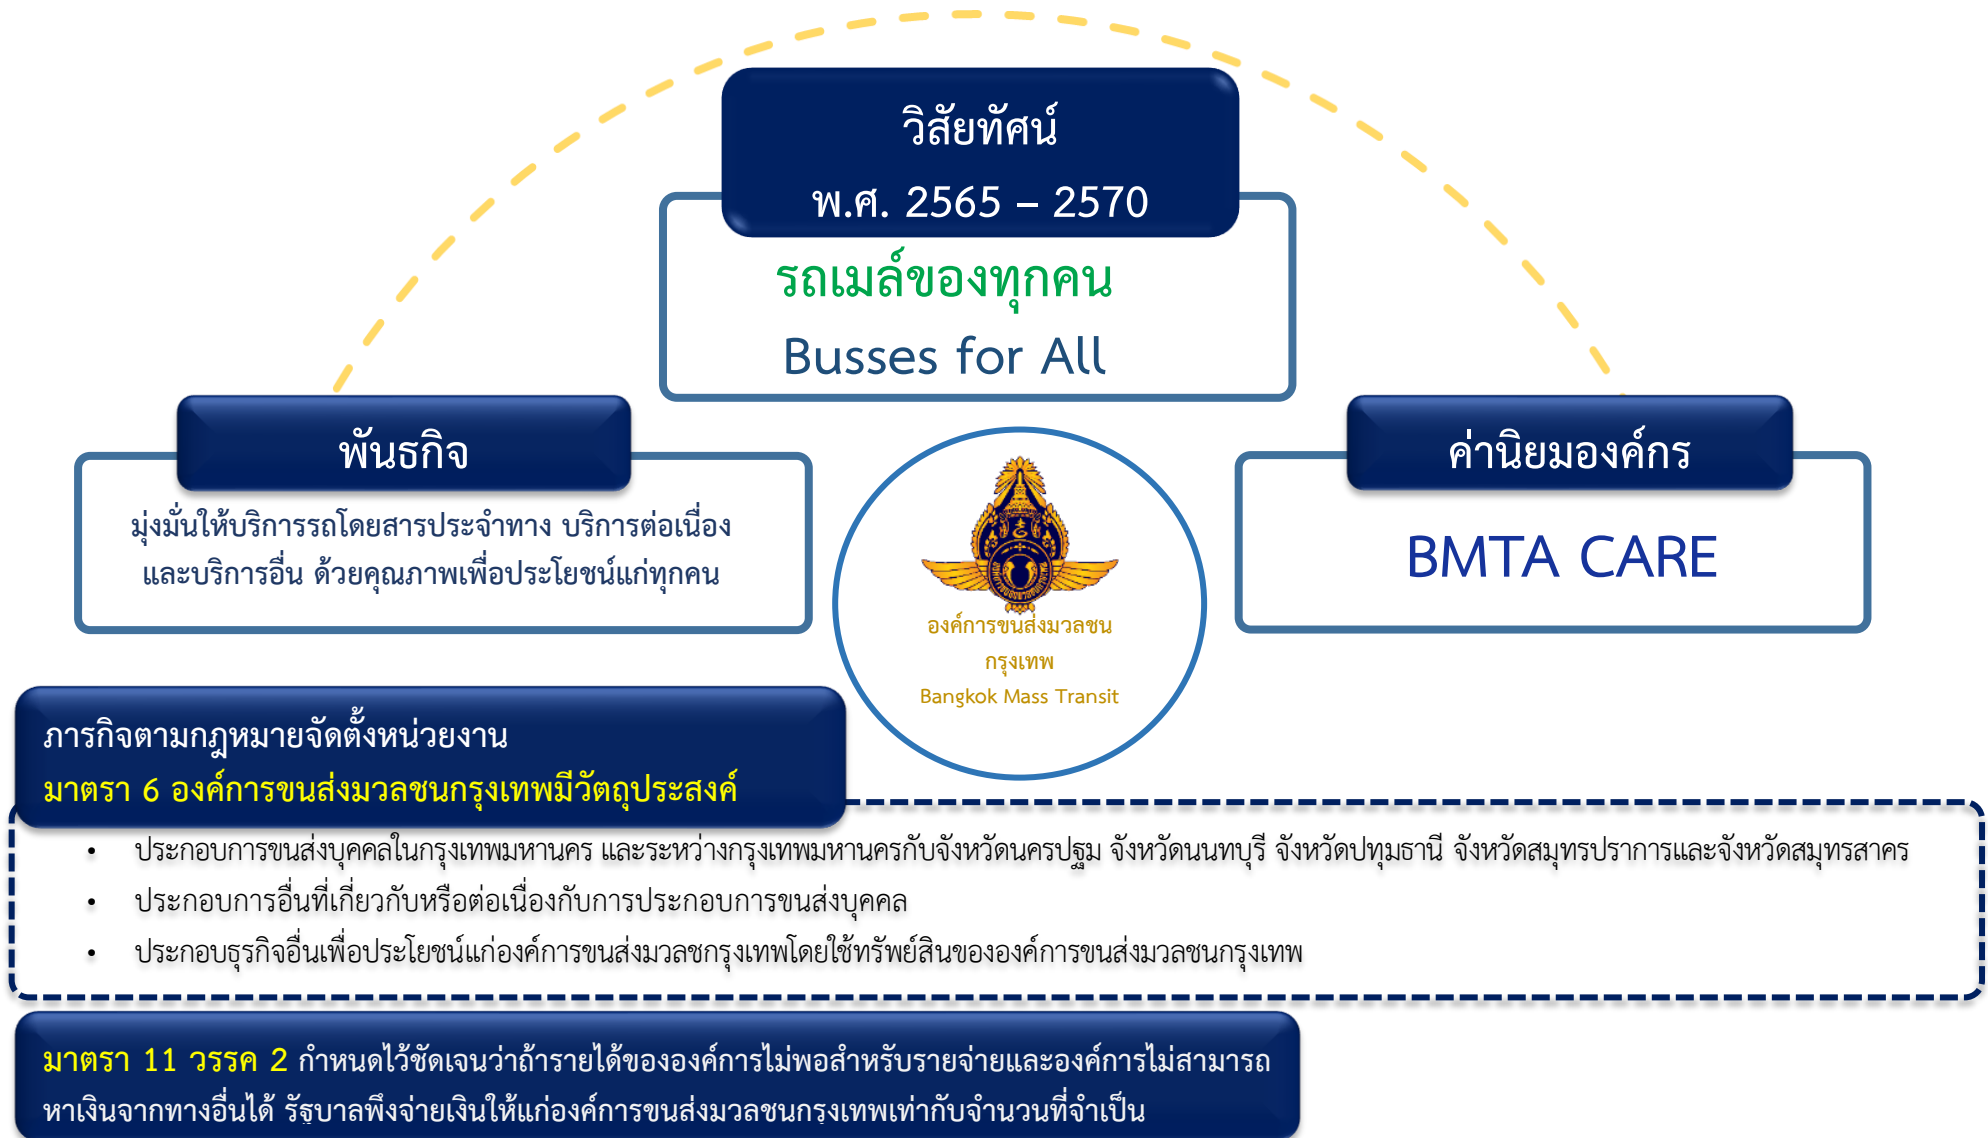 วิสัยทัศน์
พ.ศ. 2565 – 2570
รถเมล์ของทุกคน
Busses for All
พันธกิจ
มุ่งมั่นให้บริการรถโดยสารประจำทาง บริการต่อเนื่อง
และบริการอื่น ด้วยคุณภาพเพื่อประโยชน์แก่ทุกคน
ค่านิยมองค์กร
BMTA CARE
องค์การขนส่งมวลชน
กรุงเทพ
Bangkok Mass Transit
ภารกิจตามกฎหมายจัดตั้งหน่วยงาน
มาตรา 6 องค์การขนส่งมวลชนกรุงเทพมีวัตถุประสงค์
• ประกอบการขนส่งบุคคลในกรุงเทพมหานคร และระหว่างกรุงเทพมหานครกับจังหวัดนครปฐม จังหวัดนนทบุรี จังหวัดปทุมธานี จังหวัดสมุทรปราการและจังหวัดสมุทรสาคร
• ประกอบการอื่นที่เกี่ยวกับหรือต่อเนื่องกับการประกอบการขนส่งบุคคล
• ประกอบธุรกิจอื่นเพื่อประโยชน์แก่องค์การขนส่งมวลชกรุงเทพโดยใช้ทรัพย์สินขององค์การขนส่งมวลชนกรุงเทพ
มาตรา 11 วรรค 2 กำหนดไว้ชัดเจนว่าถ้ารายได้ขององค์การไม่พอสำหรับรายจ่ายและองค์การไม่สามารถ
หาเงินจากทางอื่นได้ รัฐบาลพึงจ่ายเงินให้แก่องค์การขนส่งมวลชนกรุงเทพเท่ากับจำนวนที่จำเป็น